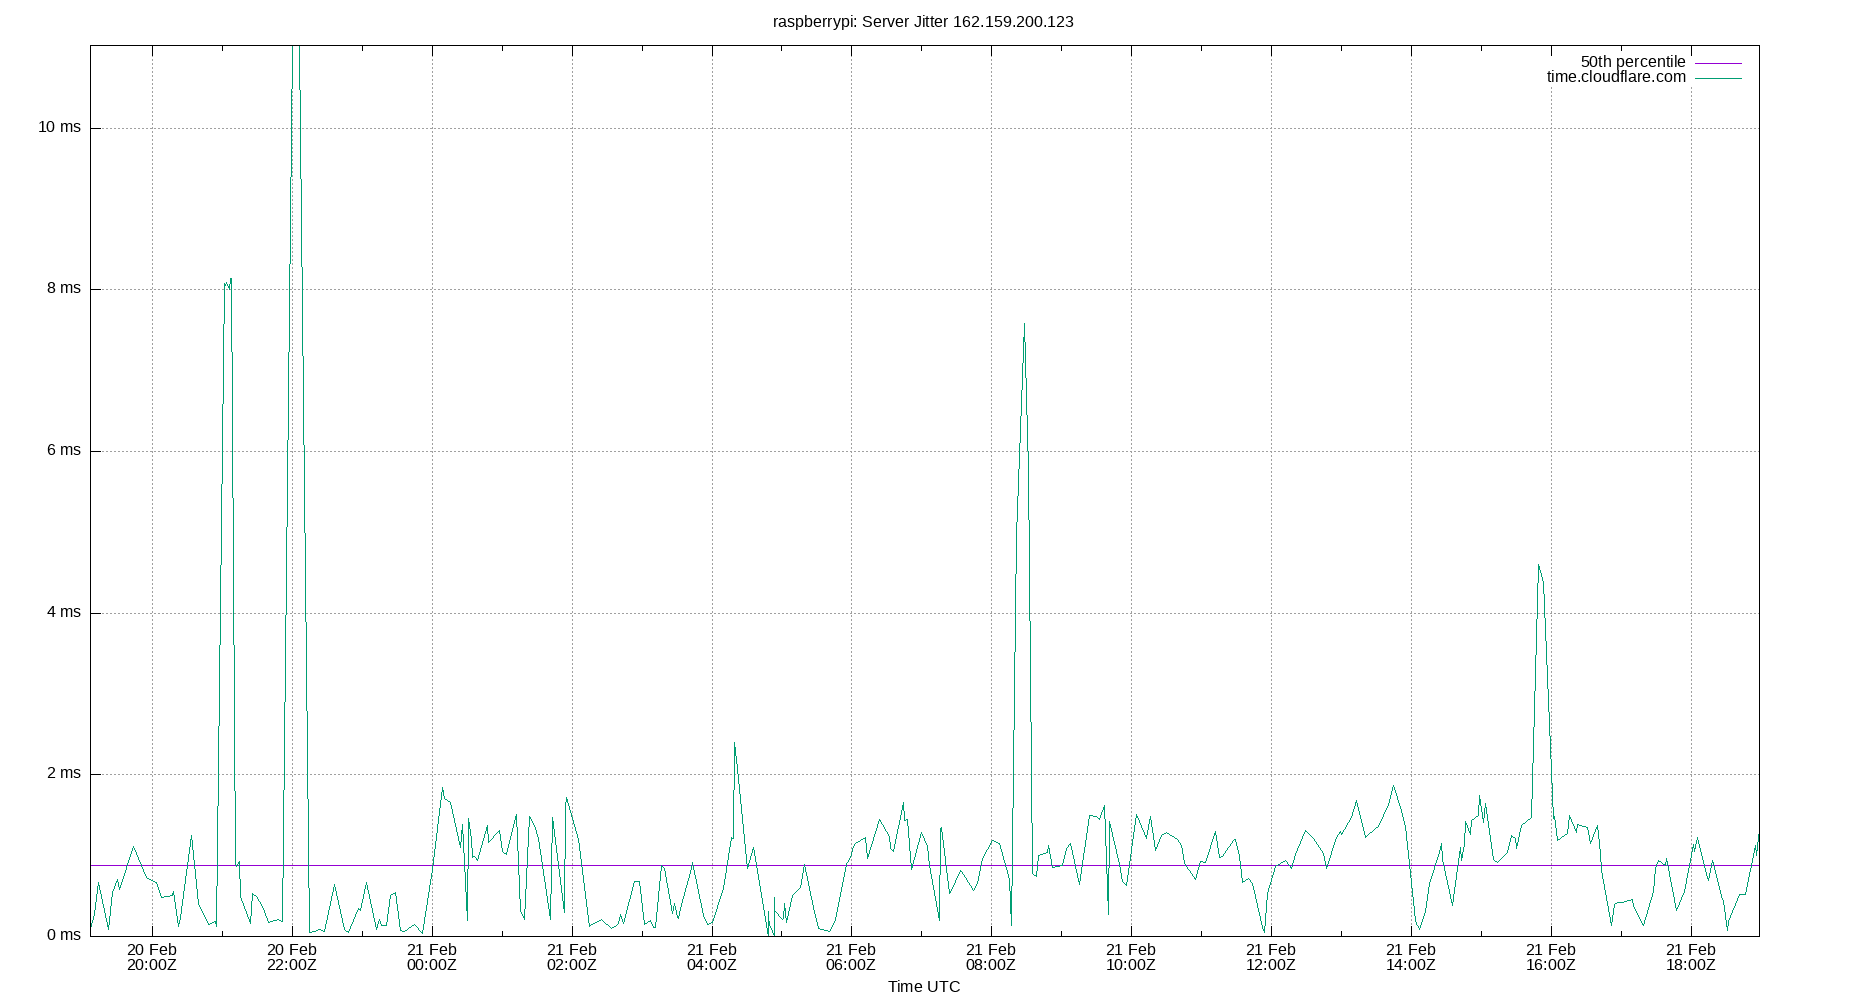 raspberrypi: Server Jitter 162.159.200.123
50th percentile
time.cloudflare.com
10 ms
8 ms
6 ms
4 ms
2 ms
0 ms
20 Feb 20 Feb 21 Feb 21 Feb 21 Feb 21 Feb 21 Feb 21 Feb 21 Feb 21 Feb 21 Feb 21 Feb
20:00Z 22:00Z 00:00Z 02:00Z 04:00Z 06:00Z 08:00Z 10:00Z 12:00Z 14:00Z 16:00Z 18:00Z
Time UTC